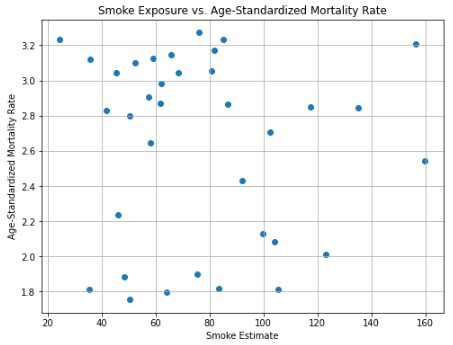 Smoke Exposure vs. Age-Standardized Mortality Rate
3.2
3.0
2.8
2.6
2.4
2.2
2.0
1.8
Age-Standardized Mortality Rate
20 40 60 80 100 120 140 160
Smoke Estimate